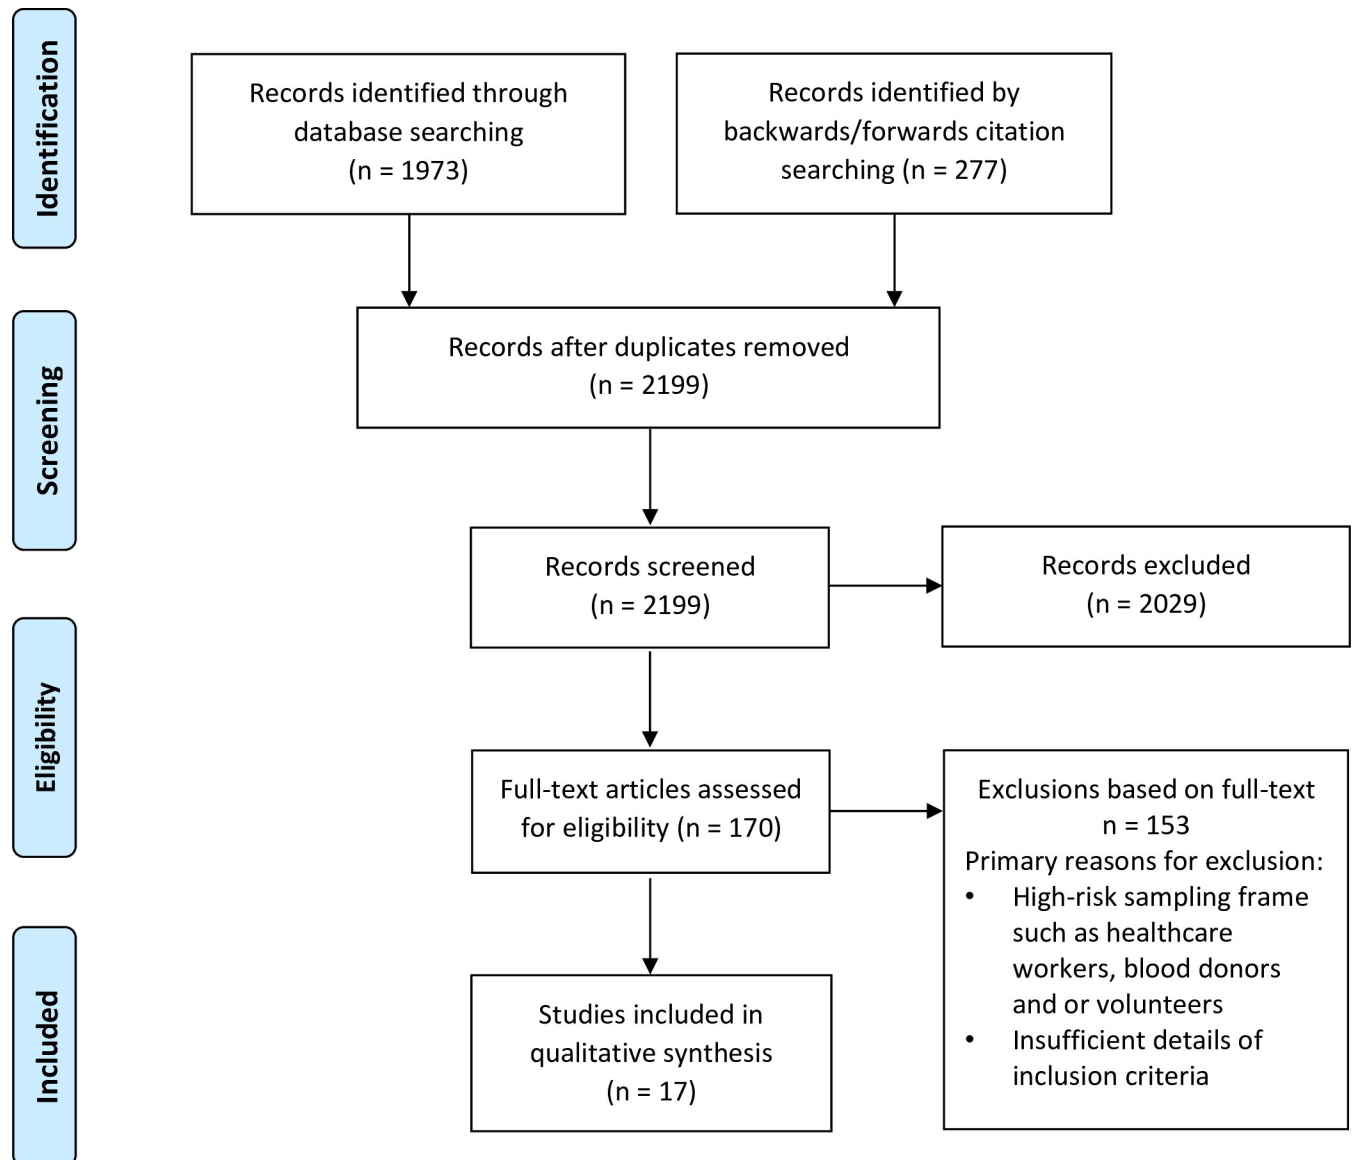 Identification
Records identified through
database searching
(n = 1973)
Records identified by
backwards/forwards citation
searching (n = 277)
Screening
Records after duplicates removed
(n = 2199)
Records screened
(n = 2199)
Records excluded
(n = 2029)
Eligibility
Full-text articles assessed
for eligibility (n = 170)
Exclusions based on full-text
n = 153
Primary reasons for exclusion:
• High-risk sampling frame
such as healthcare
workers, blood donors
and or volunteers
• Insufficient details of
inclusion criteria
Included
Studies included in
qualitative synthesis
(n = 17)